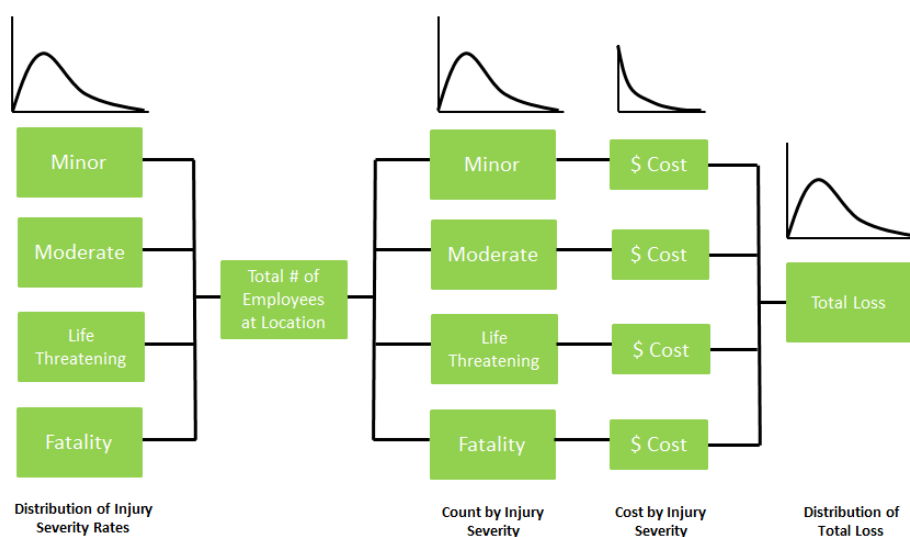 Minor
Moderate
Life
Threatening
Fatality
Distribution of Injury
Severity Rates
Total # of
Employees
at Location
Minor
Moderate
Life
Threatening
Fatality
Count by Injury
Severity
$ Cost
$ Cost
$ Cost
$ Cost
Cost by Injury
Severity
Total Loss
Distribution of
Total Loss